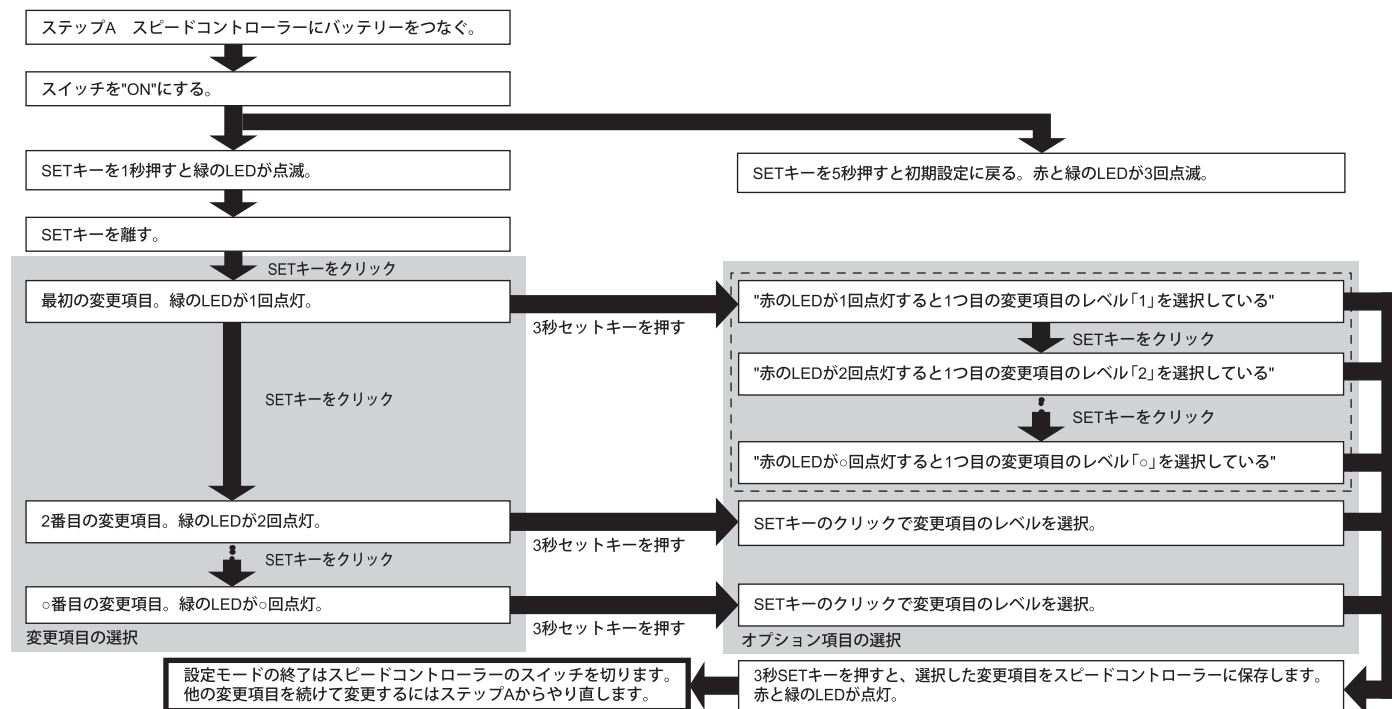 ステップA　スピードコントローラーにバッテリーをつなぐ。
スイッチを"ON"にする。
SETキーを1秒押すと緑のLEDが点滅。
SETキーを5秒押すと初期設定に戻る。赤と緑のLEDが3回点滅。
SETキーを離す。
SETキーをクリック
最初の変更項目。緑のLEDが1回点灯。
3秒セットキーを押す
"赤のLEDが1回点灯すると1つ目の変更項目のレベル「1」を選択している"
SETキーをクリック
"赤のLEDが2回点灯すると1つ目の変更項目のレベル「2」を選択している"
SETキーをクリック
SETキーをクリック
"赤のLEDが○回点灯すると1つ目の変更項目のレベル「○」を選択している"
2番目の変更項目。緑のLEDが2回点灯。
3秒セットキーを押す
SETキーのクリックで変更項目のレベルを選択。
SETキーをクリック
○番目の変更項目。緑のLEDが○回点灯。
3秒セットキーを押す
SETキーのクリックで変更項目のレベルを選択。
変更項目の選択
オプション項目の選択
3秒SETキーを押すと、選択した変更項目をスピードコントローラーに保存します。
赤と緑のLEDが点灯。
設定モードの終了はスピードコントローラーのスイッチを切ります。
他の変更項目を続けて変更するにはステップAからやり直します。